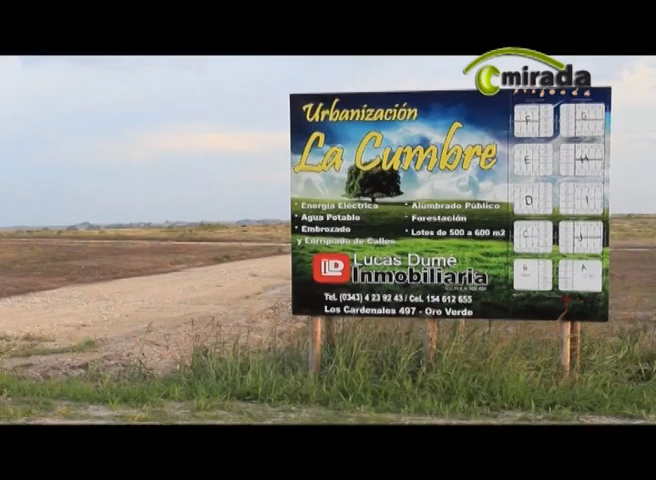 mirada
Urbanización
La Cumbre
* Energía Eléctrica
* Agua Potable
* Embrozado
y Enripiado de Calles
* Alumbrado Público
* Forestación
* Lotes de 500 a 600 m2
LD Lucas Dumé
Inmobiliaria
Tel. (0343) 4 23 92 43 / Cel. 154 612 655
Los Cardenales 497 - Oro Verde
F G
E H
D I
C J
B A